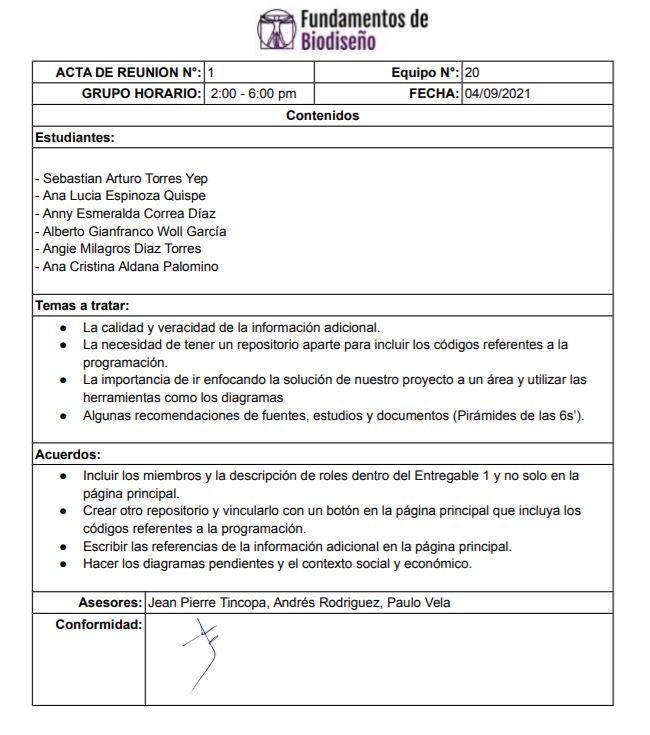 Fundamentos de
Biodiseño
ACTA DE REUNION N°: 1 Equipo N°: 20
GRUPO HORARIO: 2:00 - 6:00 pm FECHA: 04/09/2021
Contenidos
Estudiantes:
- Sebastian Arturo Torres Yep
- Ana Lucia Espinoza Quispe
- Anny Esmeralda Correa Díaz
- Alberto Gianfranco Woll García
- Angie Milagros Diaz Torres
- Ana Cristina Aldana Palomino
Temas a tratar:
● La calidad y veracidad de la información adicional.
● La necesidad de tener un repositorio aparte para incluir los códigos referentes a la
programación.
● La importancia de ir enfocando la solución de nuestro proyecto a un área y utilizar las
herramientas como los diagramas
● Algunas recomendaciones de fuentes, estudios y documentos (Pirámides de las 6s’).
Acuerdos:
● Incluir los miembros y la descripción de roles dentro del Entregable 1 y no solo en la
página principal.
● Crear otro repositorio y vincularlo con un botón en la página principal que incluya los
códigos referentes a la programación.
● Escribir las referencias de la información adicional en la página principal.
● Hacer los diagramas pendientes y el contexto social y económico.
Asesores: Jean Pierre Tincopa, Andrés Rodriguez, Paulo Vela
Conformidad: